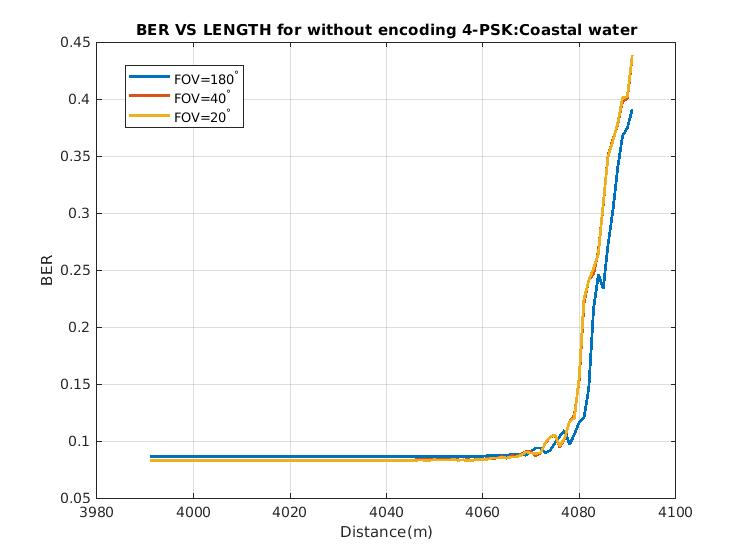 BER VS LENGTH for without encoding 4-PSK:Coastal water
0.45
0.4
0.35
0.3
0.25
0.2
0.15
0.1
0.05
BER
FOV=180°
FOV=40°
FOV=20°
3980 4000 4020 4040 4060 4080 4100
Distance(m)